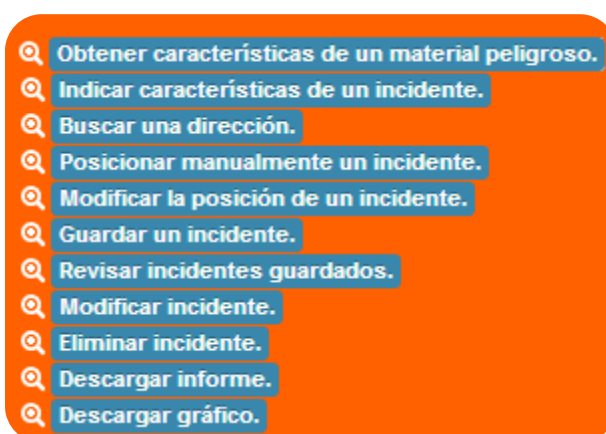 Obtener características de un material peligroso.
Indicar características de un incidente.
Buscar una dirección.
Posicionar manualmente un incidente.
Modificar la posición de un incidente.
Guardar un incidente.
Revisar incidentes guardados.
Modificar incidente.
Eliminar incidente.
Descargar informe.
Descargar gráfico.